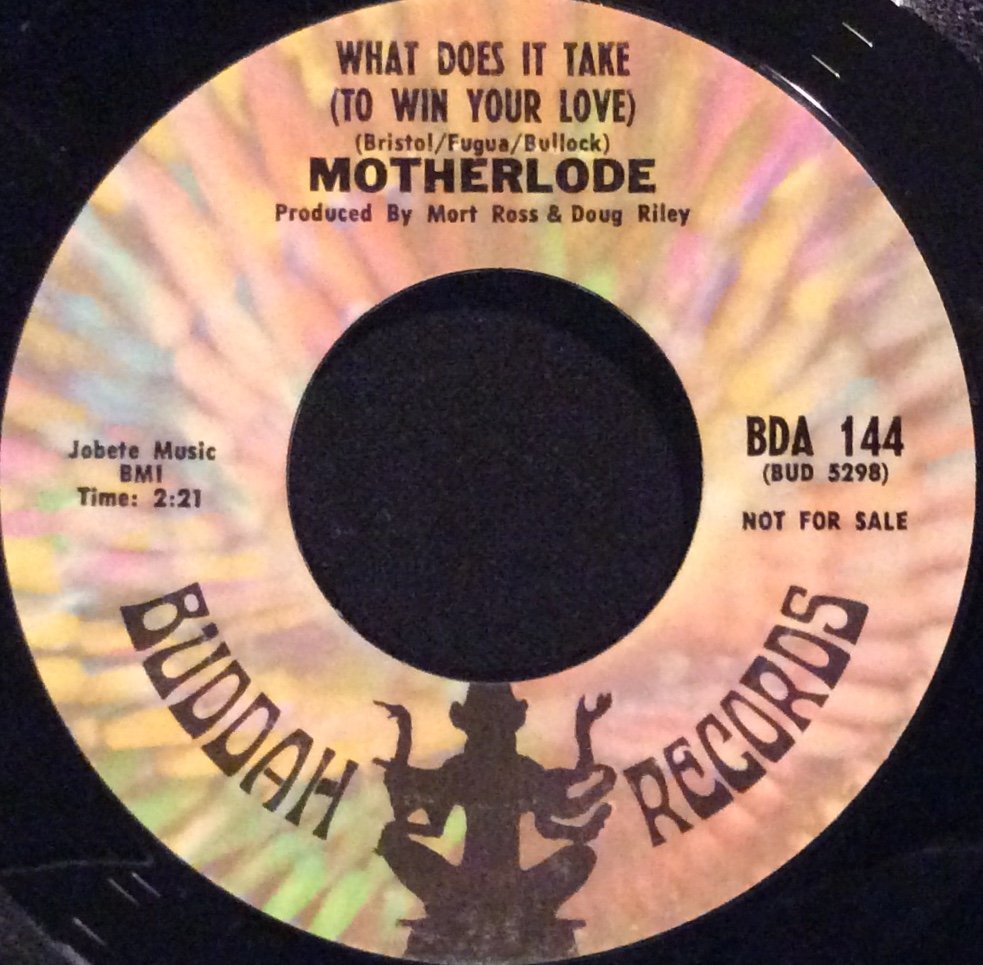 WHAT DOES IT TAKE
(TO WIN YOUR LOVE)
(Bristol/Fugua/Bullock)
MOTHERLODE
Produced By Mort Ross & Doug Riley
Jobete Music
BMI
Time: 2:21
BDA 144
(BUD 5298)
NOT FOR SALE
BUDDAH RECORDS